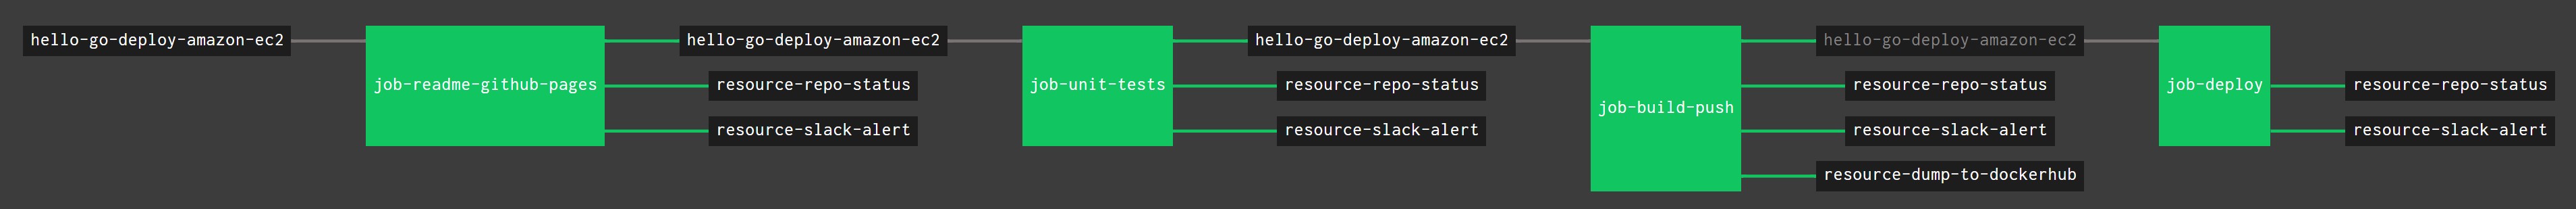 hello-go-deploy-amazon-ec2
job-readme-github-pages
hello-go-deploy-amazon-ec2
resource-repo-status
resource-slack-alert
job-unit-tests
hello-go-deploy-amazon-ec2
resource-repo-status
resource-slack-alert
job-build-push
hello-go-deploy-amazon-ec2
resource-repo-status
resource-slack-alert
resource-dump-to-dockerhub
job-deploy
resource-repo-status
resource-slack-alert